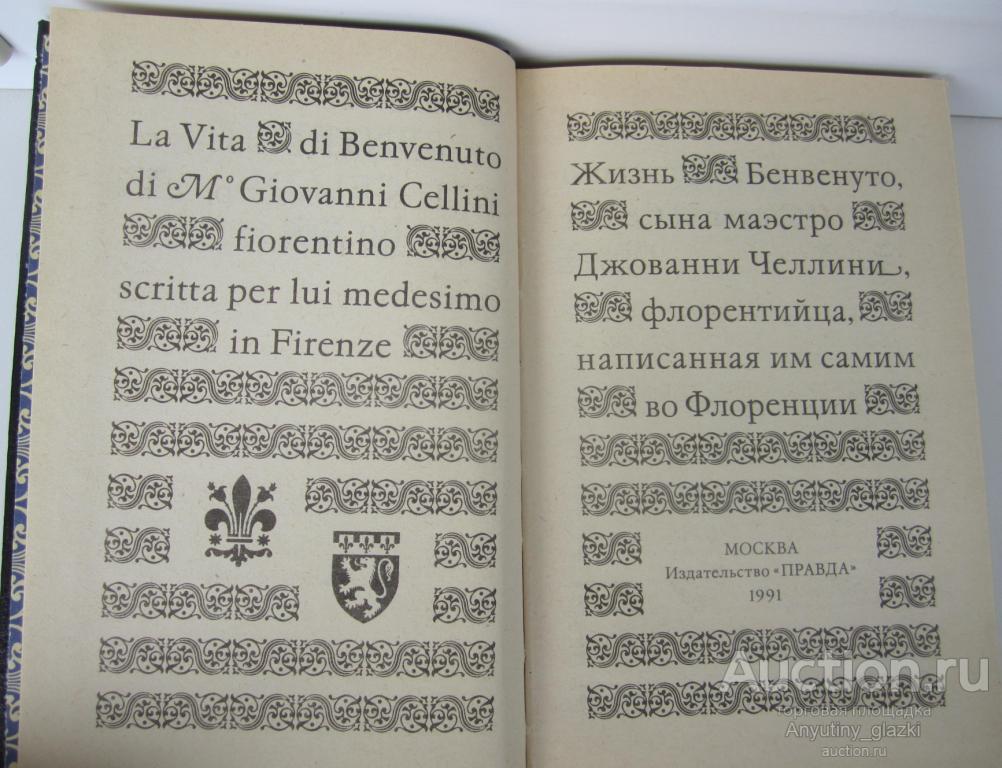 La Vita di Benvenuto
di Mº Giovanni Cellini
fiorentino
scritta per lui medesimo
in Firenze
Жизнь Бенвенуто,
сына маэстро
Джованни Челлини,
флорентийца,
написанная им самим
во Флоренции
МОСКВА
Издательство «ПРАВДА»
1991
Auction.ru
торговая площадка
Anyutiny_glazki
auction.ru